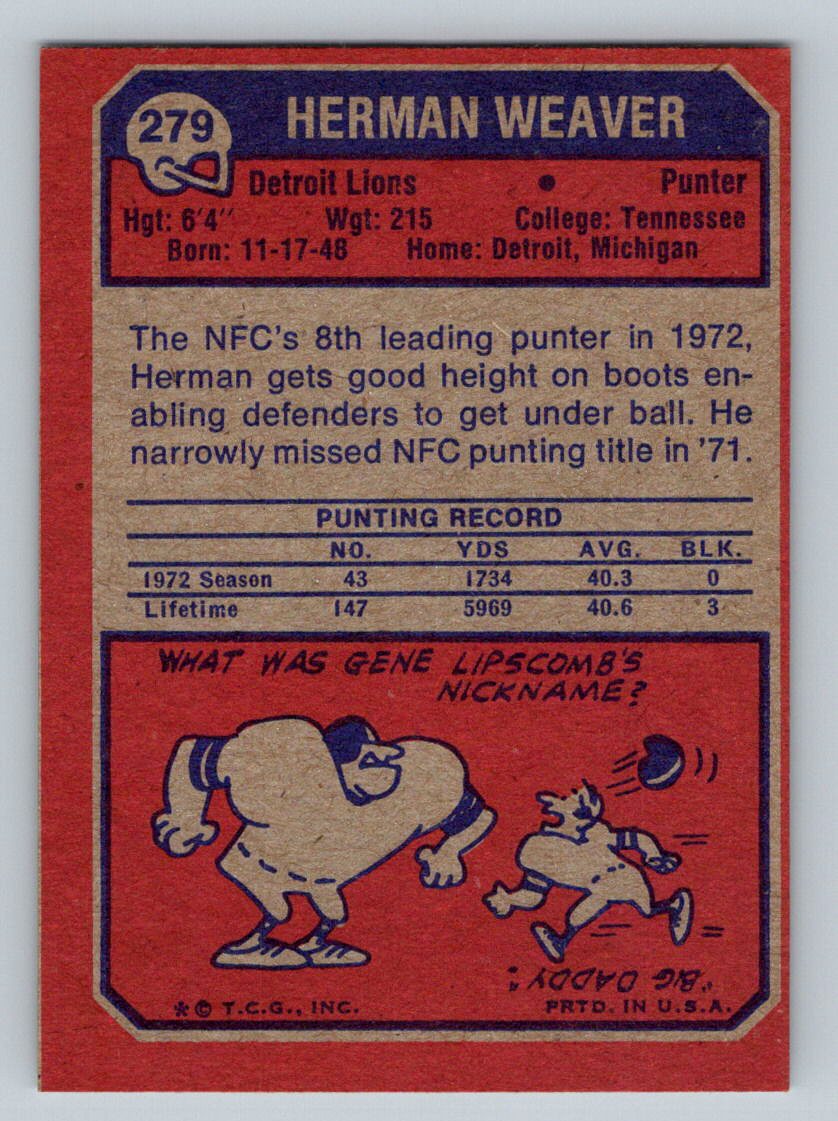 279 HERMAN WEAVER
Detroit Lions • Punter
Hgt: 6'4" Wgt: 215 College: Tennessee
Born: 11-17-48 Home: Detroit, Michigan
The NFC's 8th leading punter in 1972,
Herman gets good height on boots en-
abling defenders to get under ball. He
narrowly missed NFC punting title in '71.
PUNTING RECORD
NO. YDS AVG. BLK.
1972 Season 43 1734 40.3 0
Lifetime 147 5969 40.6 3
WHAT WAS GENE LIPSCOMB'S
NICKNAME?
"BIG DADDY".
*© T.C.G., INC. PRTD. IN U.S.A.